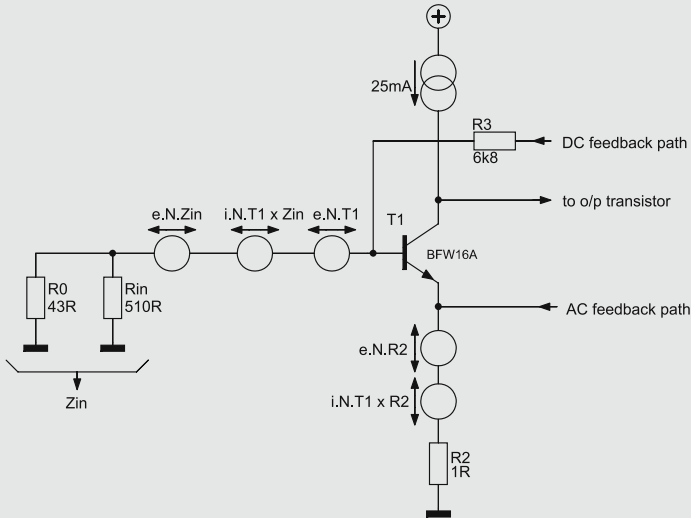 25mA
R3
6k8
DC feedback path
to o/p transistor
e.N.Zin
i.N.T1 x Zin
e.N.T1
T1
BFW16A
R0
43R
Rin
510R
AC feedback path
e.N.R2
Zin
i.N.T1 x R2
R2
1R